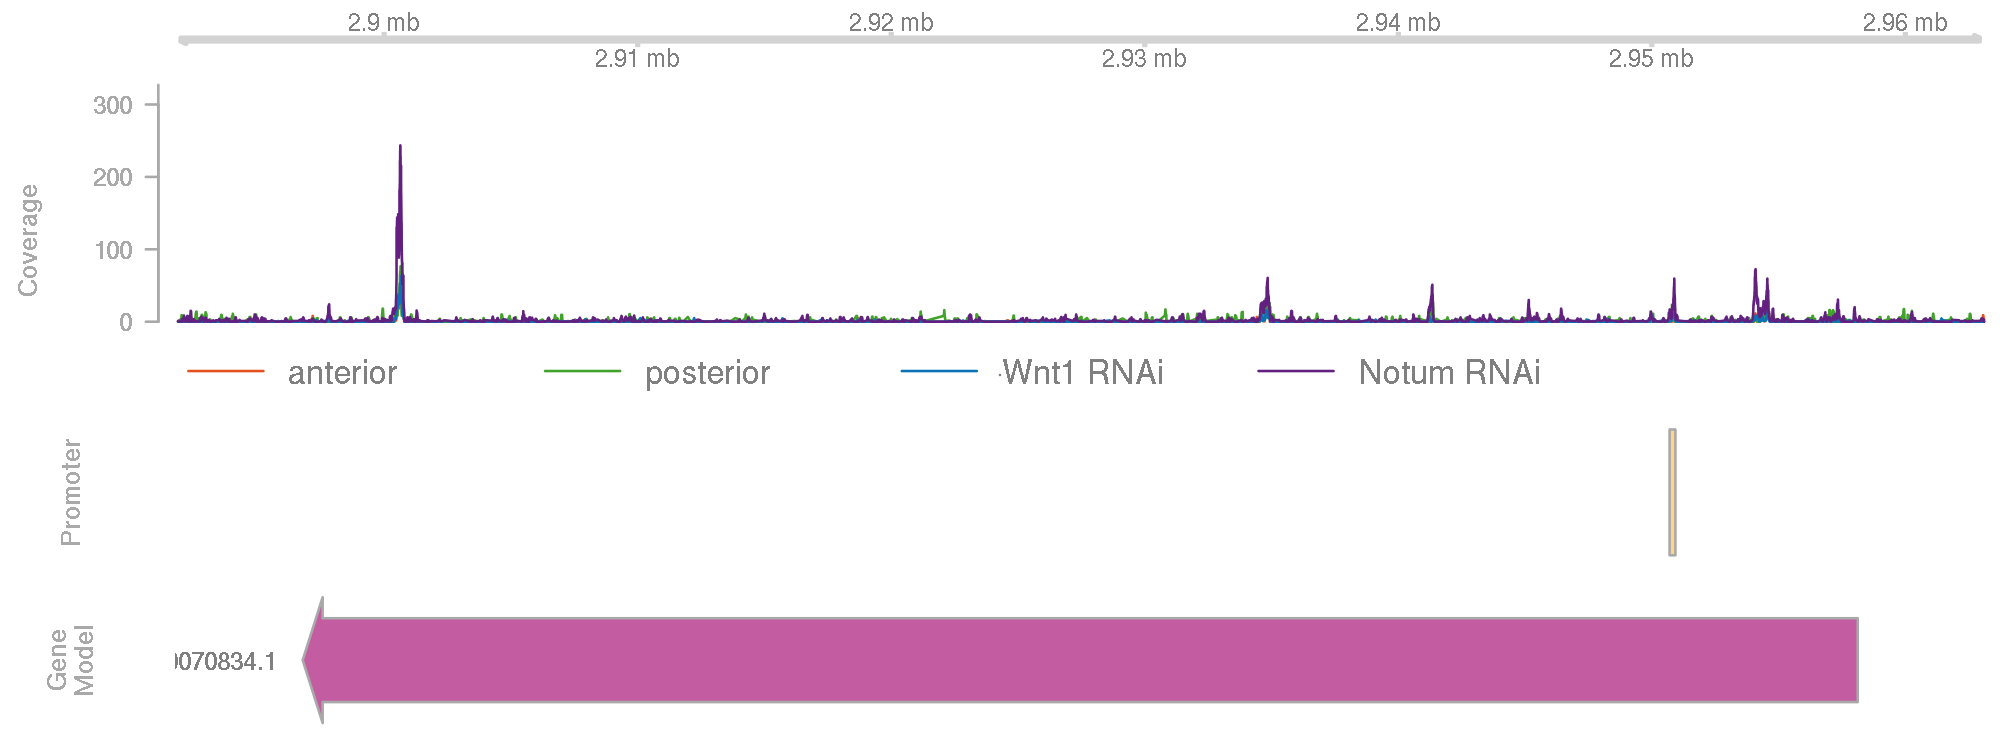 2.9 mb 2.92 mb 2.94 mb 2.96 mb
2.91 mb 2.93 mb 2.95 mb
Coverage
300
200
100
0
anterior posterior Wnt1 RNAi Notum RNAi
Promoter
Gene
Model
070834.1